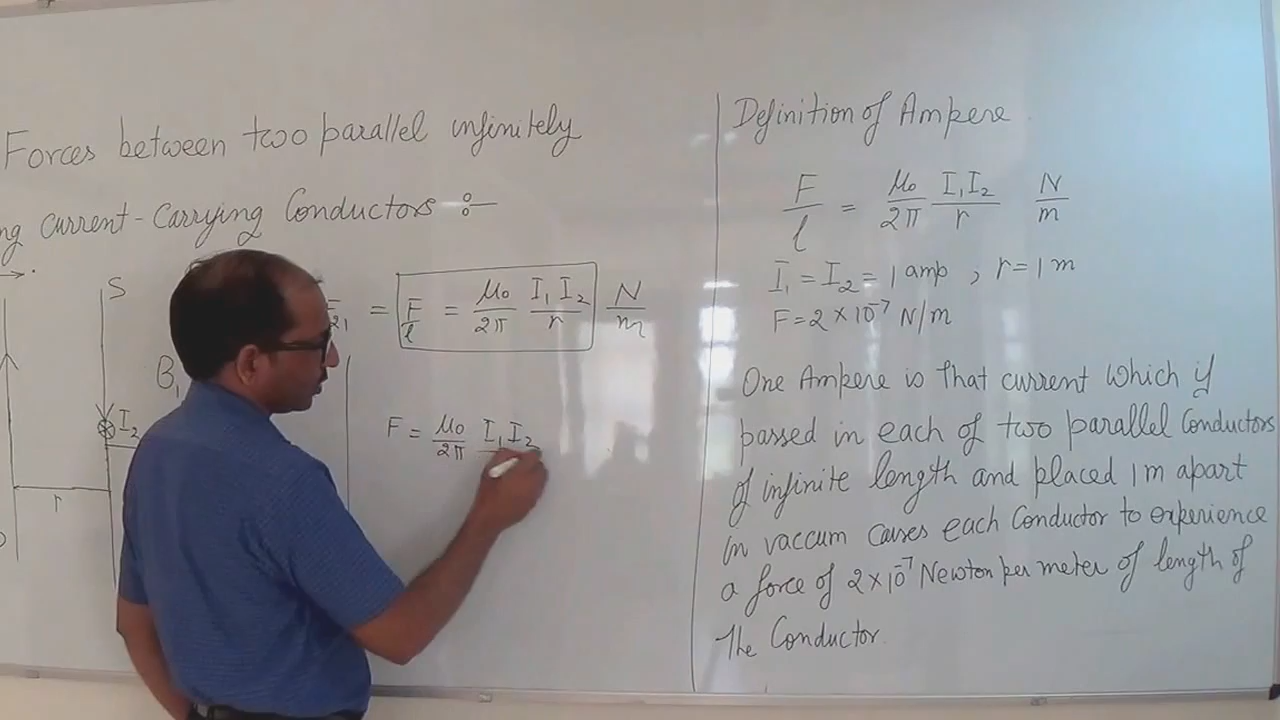 Forces between two parallel infinitely
ng current-carrying Conductors :-
S
I₂
r
B₁
F₂₁ = F/l = μ₀/2π I₁I₂/r N/m
F = μ₀/2π I₁I₂
Definition of Ampere
F/l = μ₀/2π I₁I₂/r N/m
I₁ = I₂ = 1 amp , r = 1 m
F = 2 × 10⁻⁷ N/m
One Ampere is that current which if
passed in each of two parallel Conductors
of infinite length and placed 1 m apart
in vaccum causes each Conductor to experience
a force of 2 × 10⁻⁷ Newton per meter of length of
The Conductor.